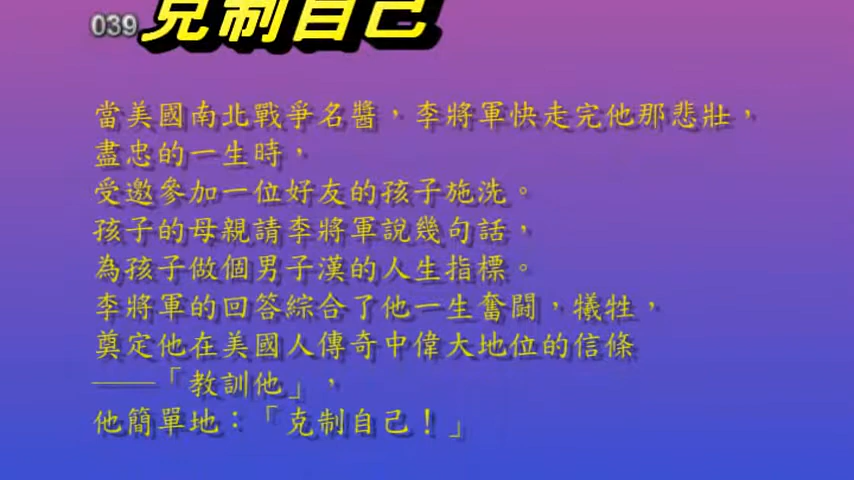 039 克制自己
當美國南北戰爭名醬，李將軍快走完他那悲壯，
盡忠的一生時，
受邀參加一位好友的孩子施洗。
孩子的母親請李將軍說幾句話，
為孩子做個男子漢的人生指標。
李將軍的回答綜合了他一生奮鬪，犧牲，
奠定他在美國人傳奇中偉大地位的信條
——「教訓他」，
他簡單地：「克制自己！」